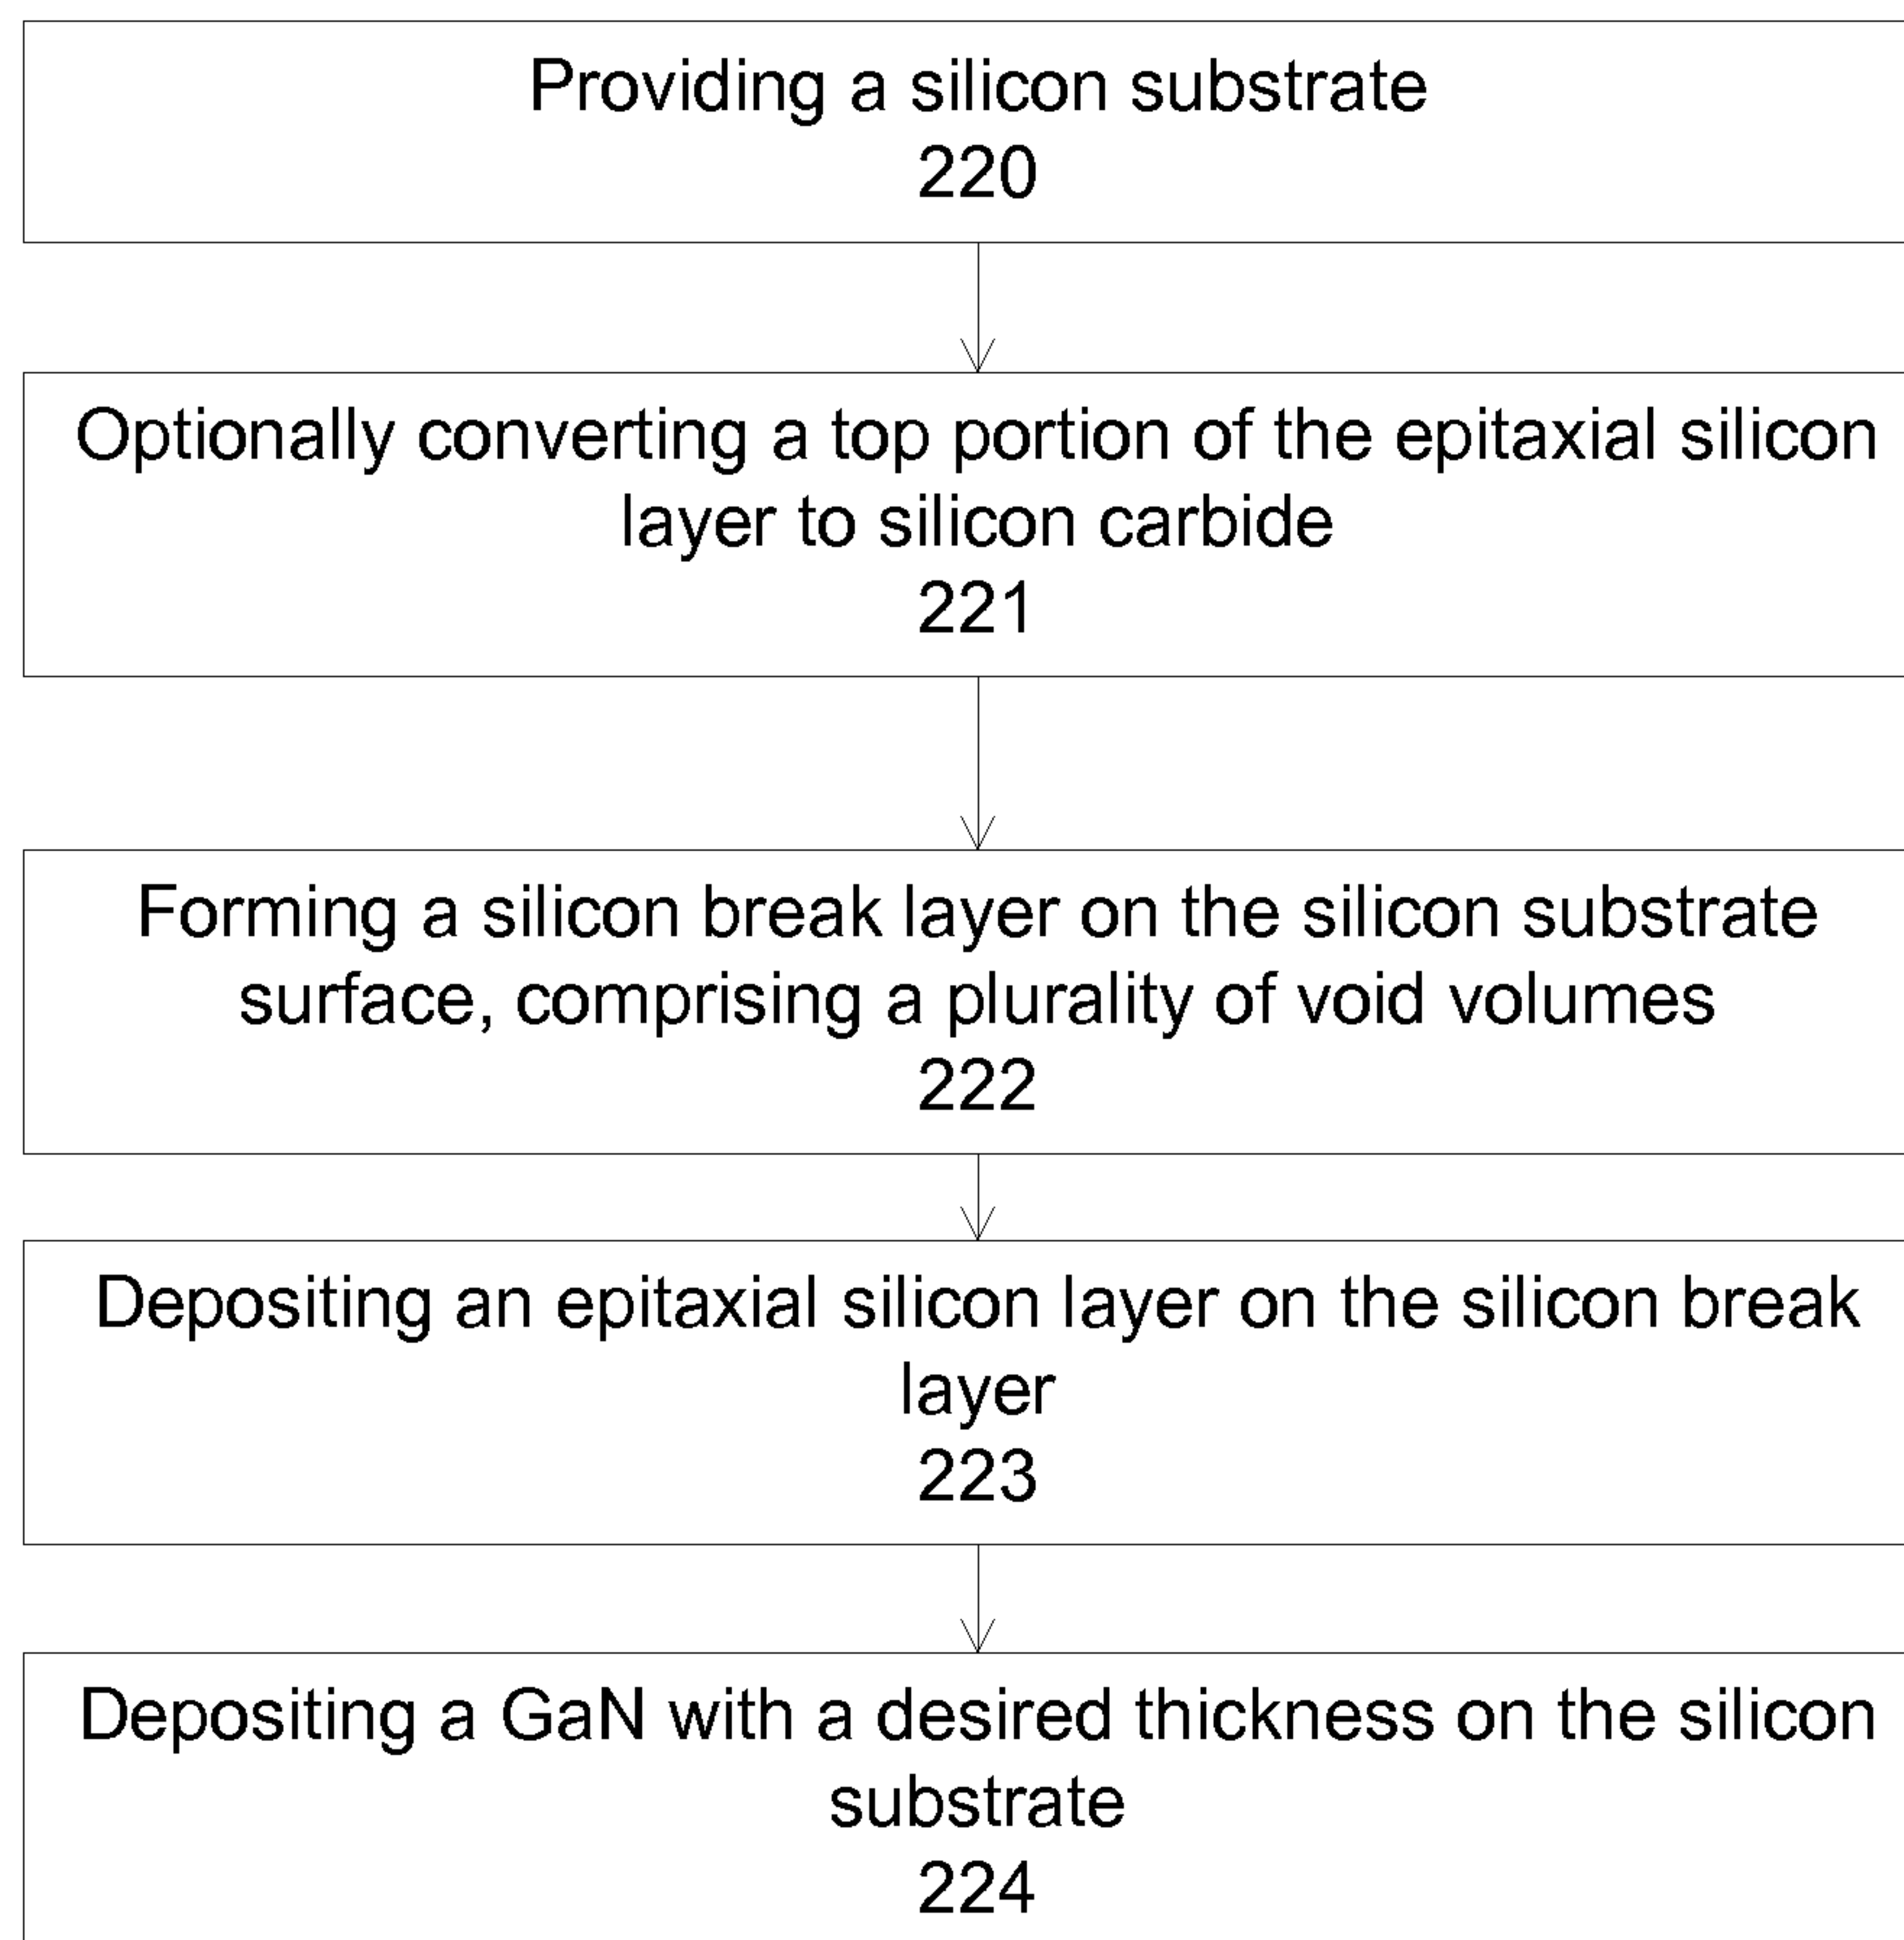 Providing a silicon substrate
220
Optionally converting a top portion of the epitaxial silicon
layer to silicon carbide
221
Forming a silicon break layer on the silicon substrate
surface, comprising a plurality of void volumes
222
Depositing an epitaxial silicon layer on the silicon break
layer
223
Depositing a GaN with a desired thickness on the silicon
substrate
224